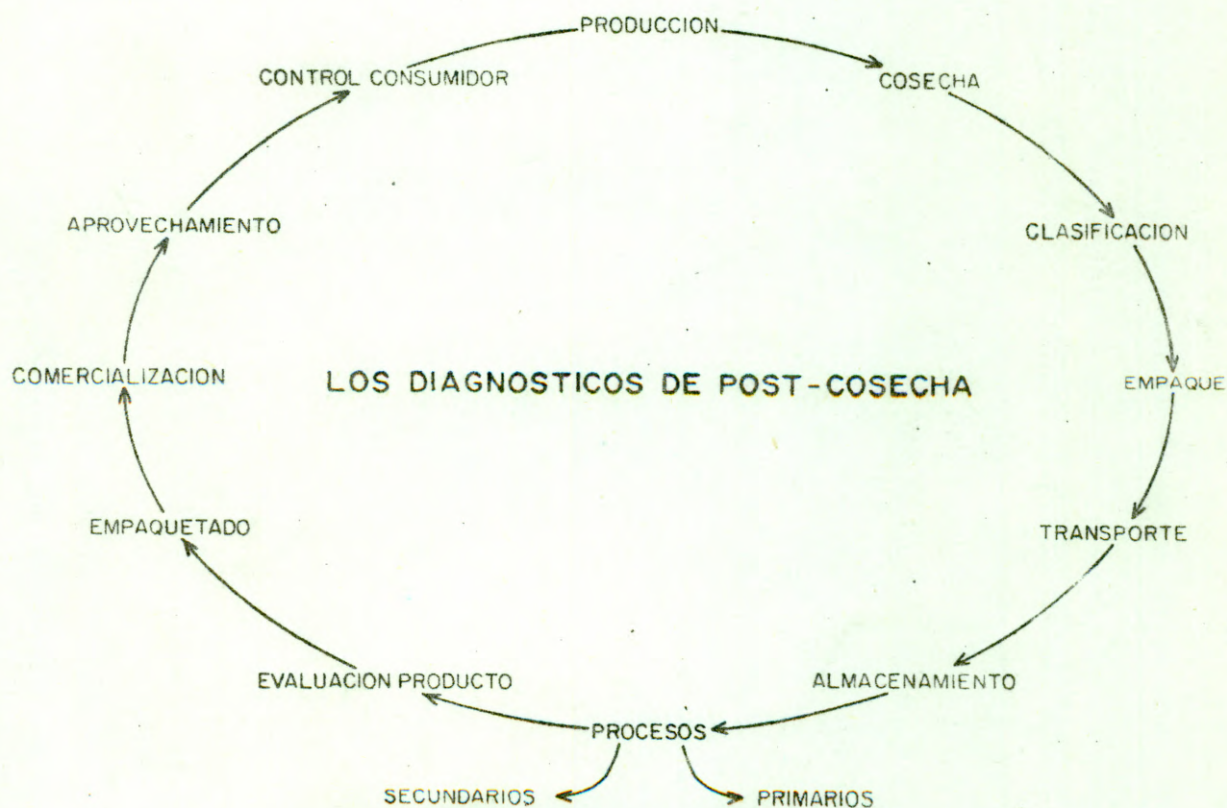 PRODUCCION
CONTROL CONSUMIDOR
COSECHA
APROVECHAMIENTO
CLASIFICACION
COMERCIALIZACION
LOS DIAGNOSTICOS DE POST-COSECHA
EMPAQUE
EMPAQUETADO
TRANSPORTE
EVALUACION PRODUCTO
ALMACENAMIENTO
PROCESOS
SECUNDARIOS
PRIMARIOS